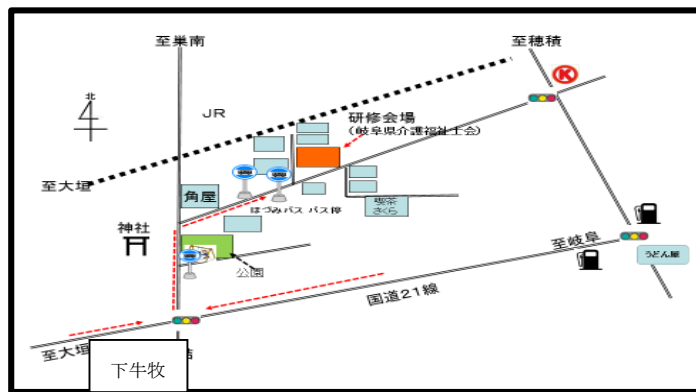 至巣南
至穂積
K
北
JR
研修会場
(岐阜県介護福祉士会)
至大垣
角屋
ほづみバス バス停
喫茶
さくら
神社
公園
至岐阜
うどん屋
国道21線
至大垣
下牛牧